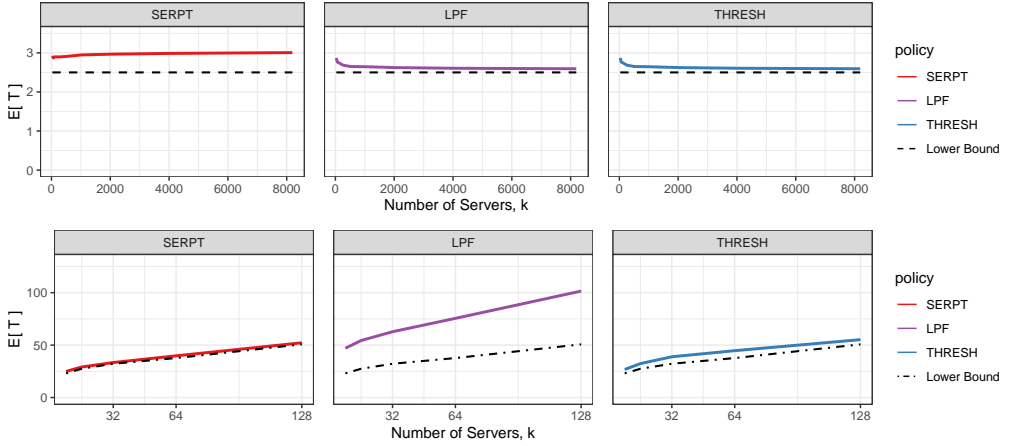 SERPT LPF THRESH
3
2
1
0
E[ T ]
0 2000 4000 6000 8000 0 2000 4000 6000 8000 0 2000 4000 6000 8000
Number of Servers, k
policy
SERPT
LPF
THRESH
Lower Bound
SERPT LPF THRESH
100
50
0
E[ T ]
32 64 128 32 64 128 32 64 128
Number of Servers, k
policy
SERPT
LPF
THRESH
Lower Bound